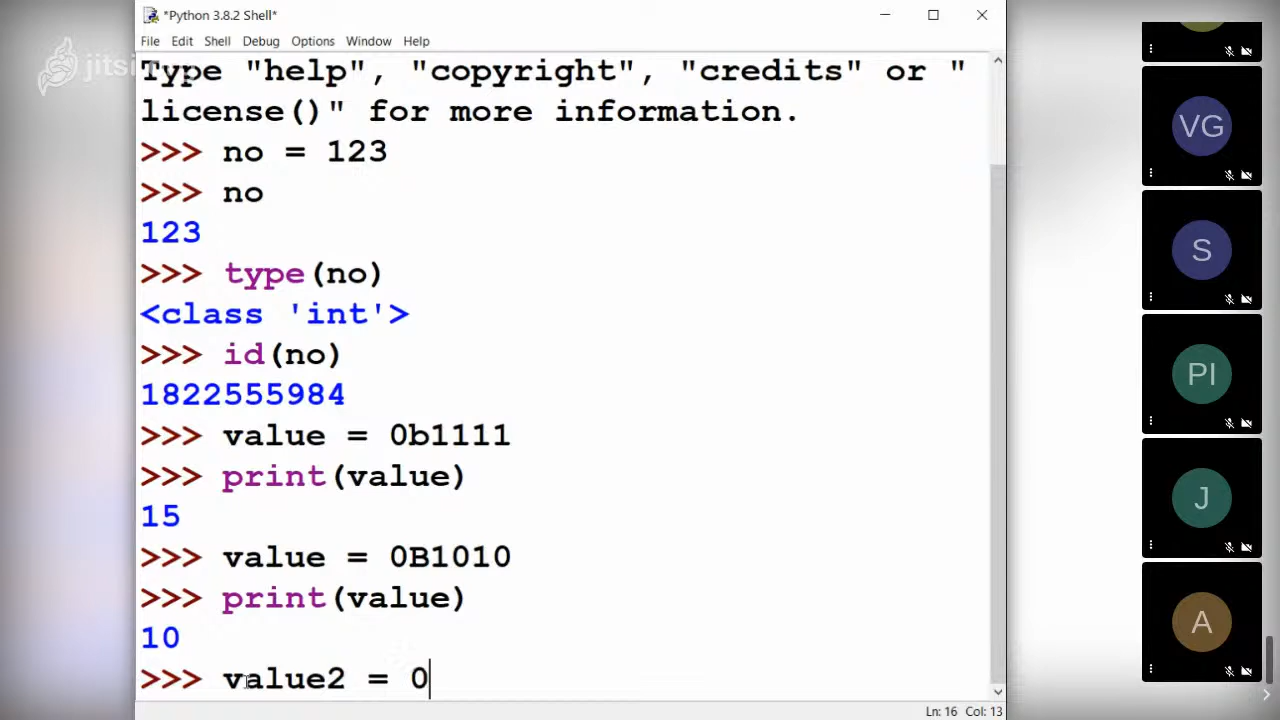 *Python 3.8.2 Shell*
File Edit Shell Debug Options Window Help
jitsi
Type "help", "copyright", "credits" or "
license()" for more information.
>>> no = 123
>>> no
123
>>> type(no)
<class 'int'>
>>> id(no)
1822555984
>>> value = 0b1111
>>> print(value)
15
>>> value = 0B1010
>>> print(value)
10
>>> value2 = 0
Ln: 16 Col: 13
VG
S
PI
J
A